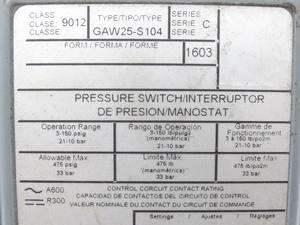 CLASS
CLASE: 9012
CLASSE
TYPE/TIPO/TYPE
GAW25-S104
SERIES
SERIE C
SERIE
FORM / FORMA / FORME
1603
PRESSURE SWITCH/INTERRUPTOR
DE PRESION/MANOSTAT
Operation Range
3-150 psig
.21-10 bar
Rango de Operación
3-150 lb/pulg2
(manométrica)
.21-10 bar
Gamme de
Fonctionnement
3 à 150 lb/po2m
.21-10 bar
Allowable Max
475 psig
33 bar
Limite Máx
475 lb/pulg2
(manométrica)
33 bar
Limite Max
475 lb/po2m
33 bar
A600
R300
CONTROL CIRCUIT CONTACT RATING
CAPACIDAD DE CONTACTOS DEL CIRCUITO DE CONTROL
VALEUR NOMINALE DU CONTACT DU CIRCUIT DE COMMANDE
Settings / Ajustes / Réglages